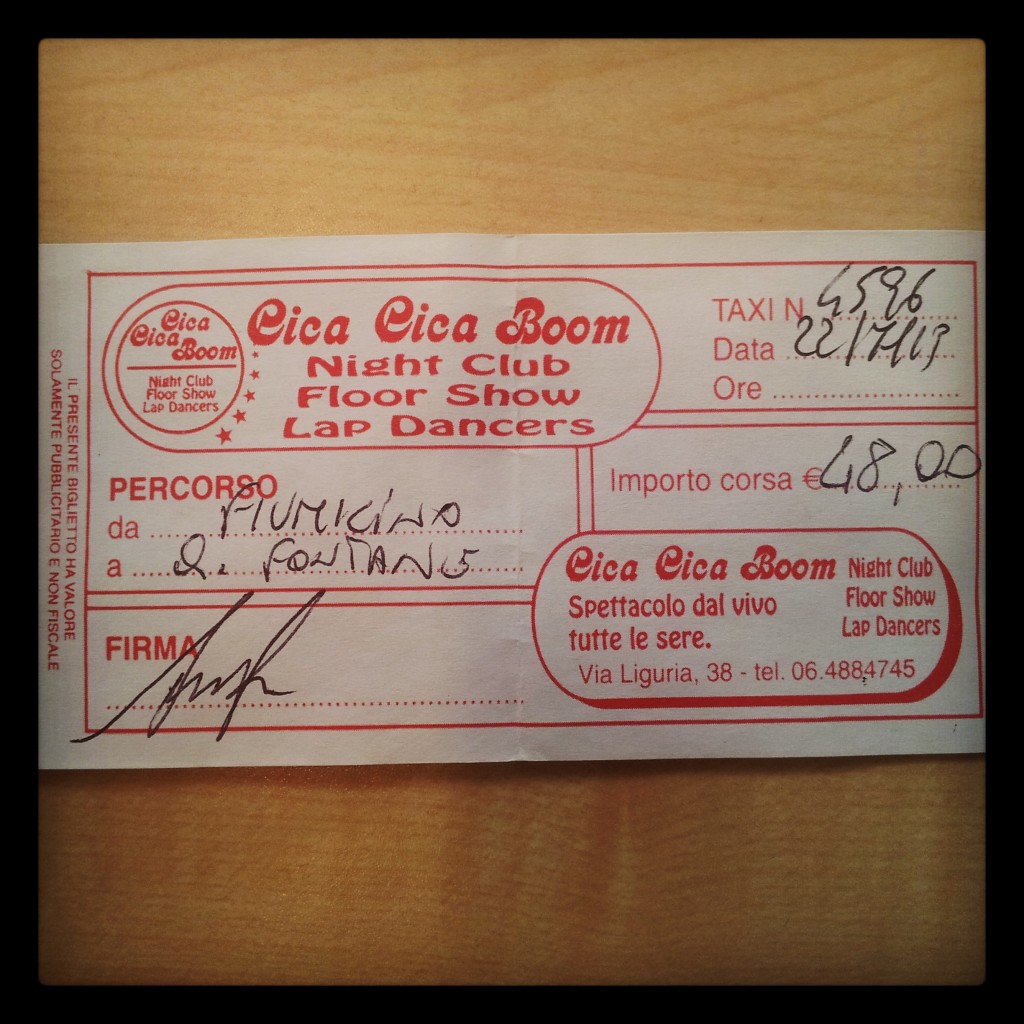 Cica
Cica
Boom
Night Club
Floor Show
Lap Dancers
Cica Cica Boom
Night Club
Floor Show
Lap Dancers
TAXI N. 4596
Data 22/7/13
Ore
IL PRESENTE BIGLIETTO HA VALORE
SOLAMENTE PUBBLICITARIO E NON FISCALE
PERCORSO
da FIUMICINO
a Q. FONTANE
Importo corsa € 48,00
FIRMA
Cica Cica Boom
Night Club
Floor Show
Lap Dancers
Spettacolo dal vivo
tutte le sere.
Via Liguria, 38 - tel. 06.4884745